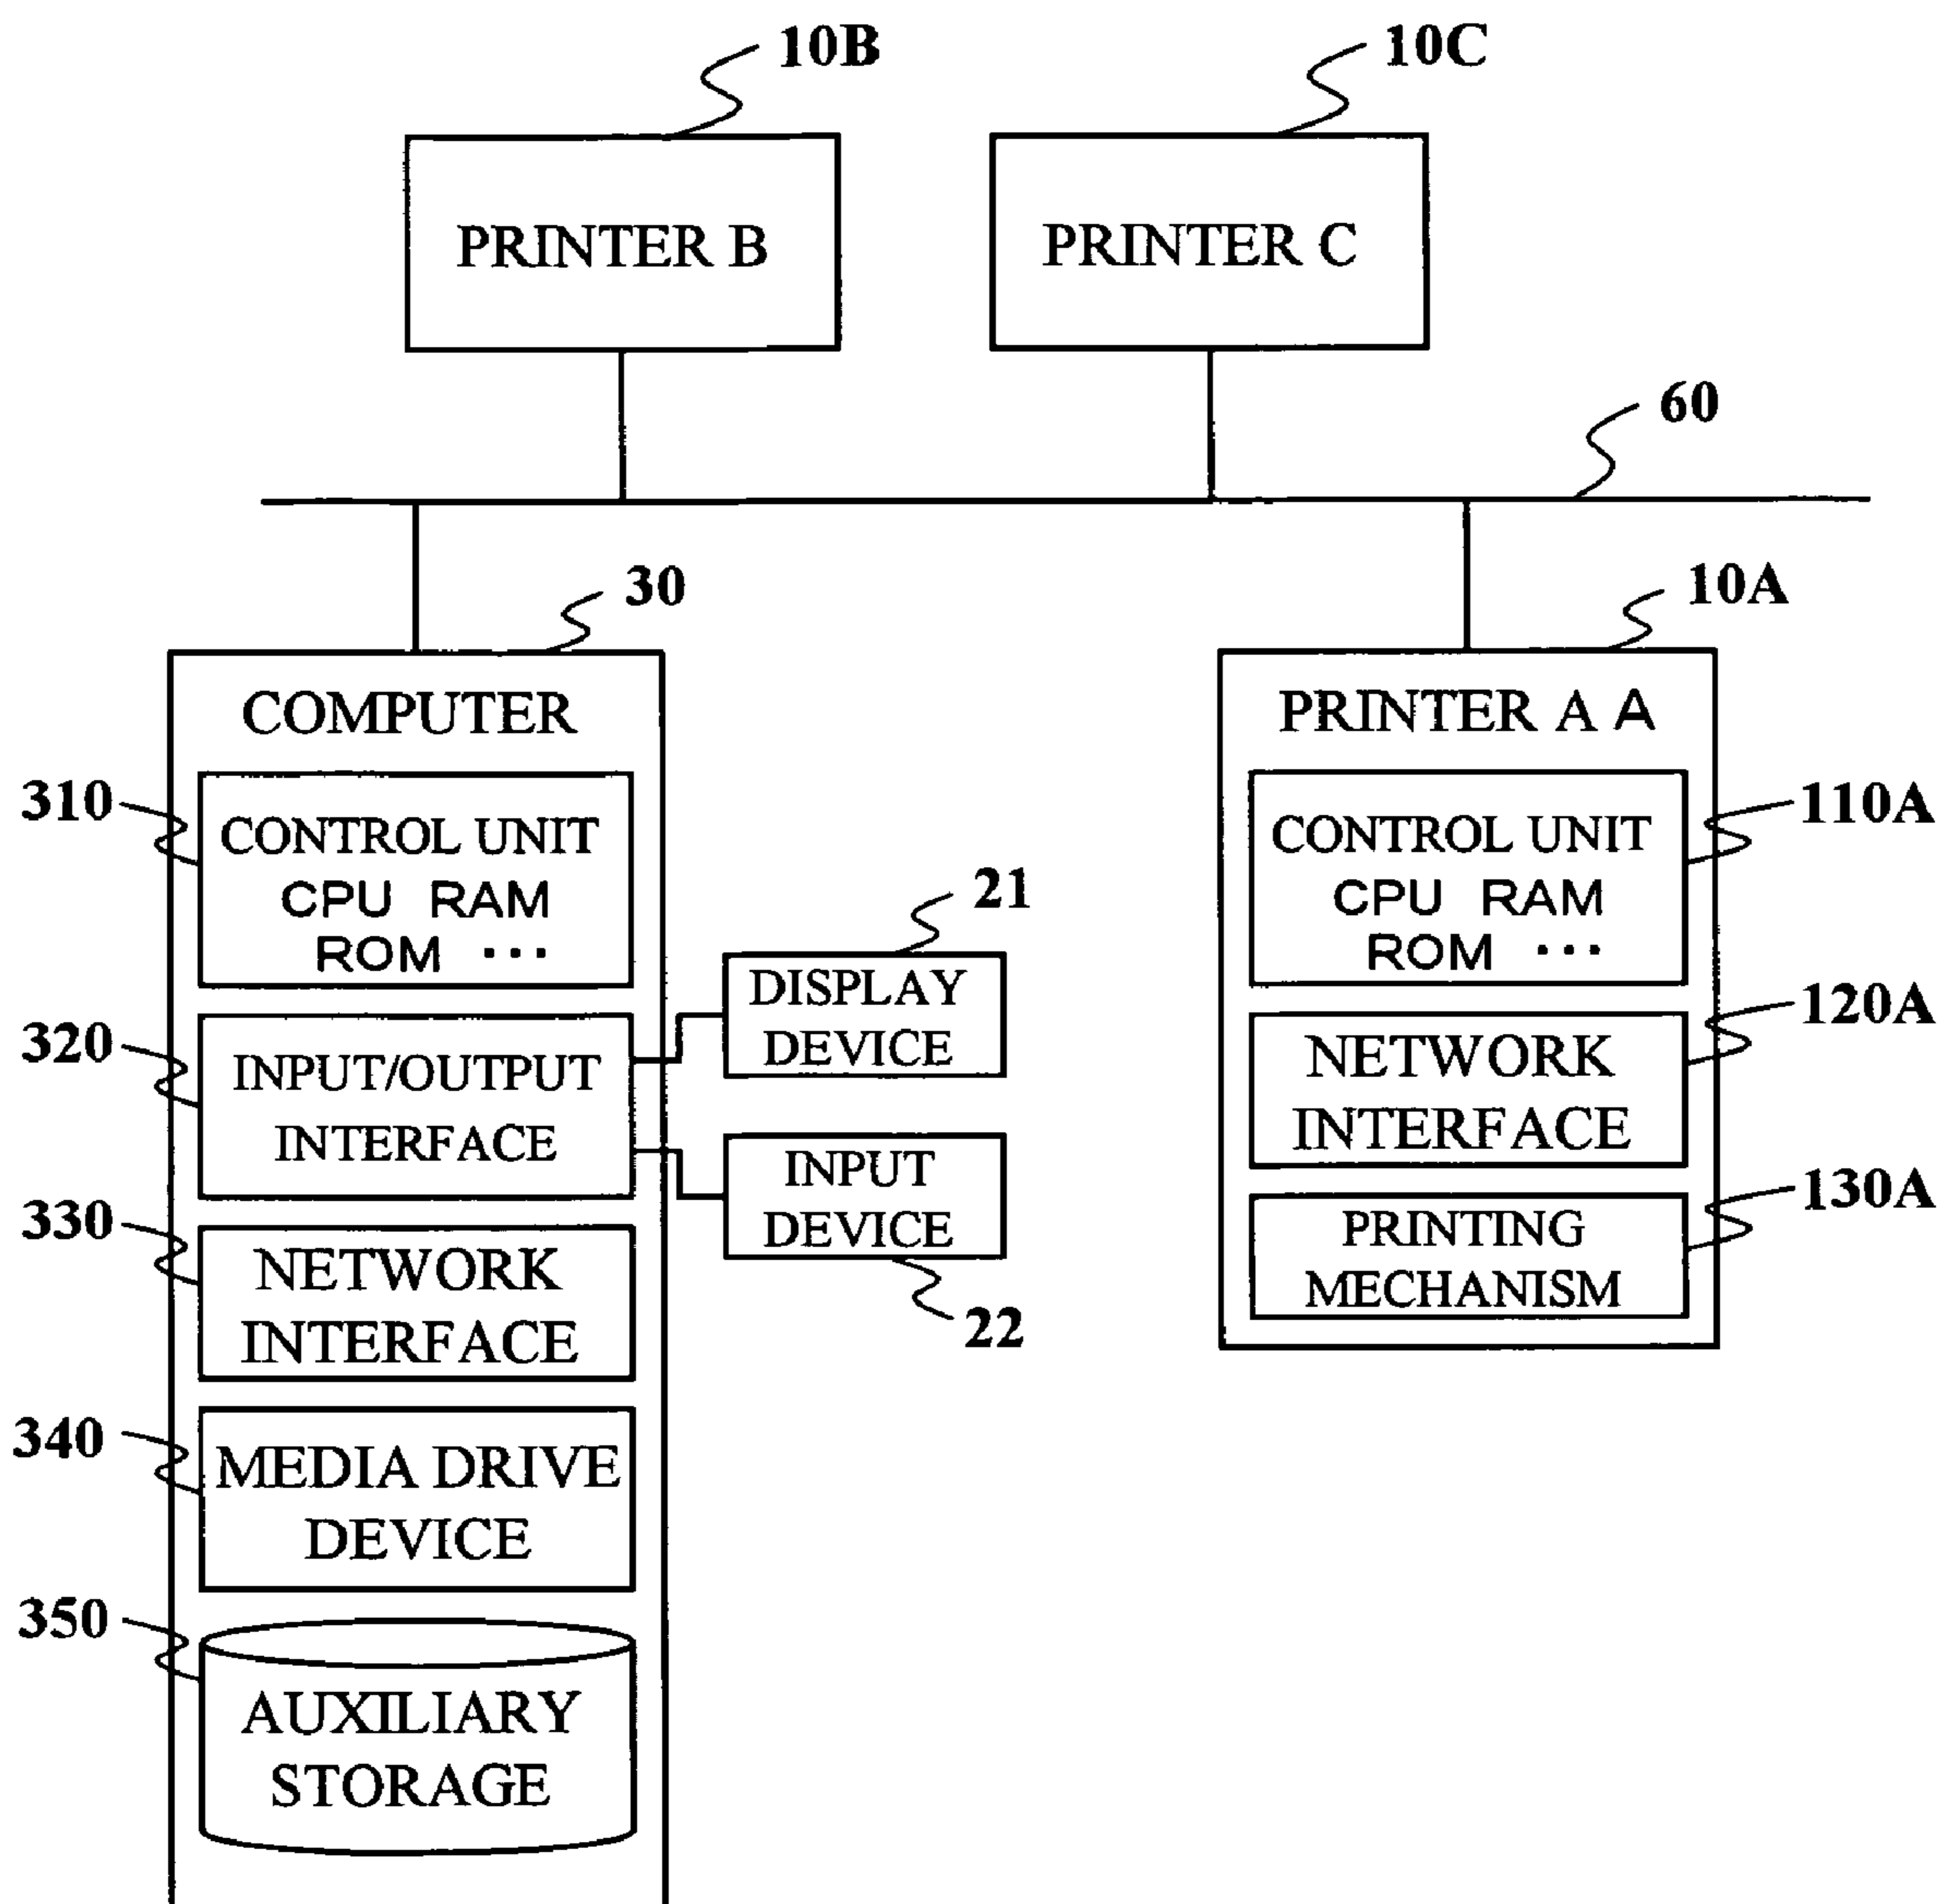 10B
10C
PRINTER B
PRINTER C
60
30
10A
COMPUTER
PRINTER A A
310
CONTROL UNIT
CPU RAM
ROM ···
110A
CONTROL UNIT
CPU RAM
ROM ···
21
DISPLAY
DEVICE
320
INPUT/OUTPUT
INTERFACE
120A
NETWORK
INTERFACE
INPUT
DEVICE
22
330
NETWORK
INTERFACE
130A
PRINTING
MECHANISM
340
MEDIA DRIVE
DEVICE
350
AUXILIARY
STORAGE